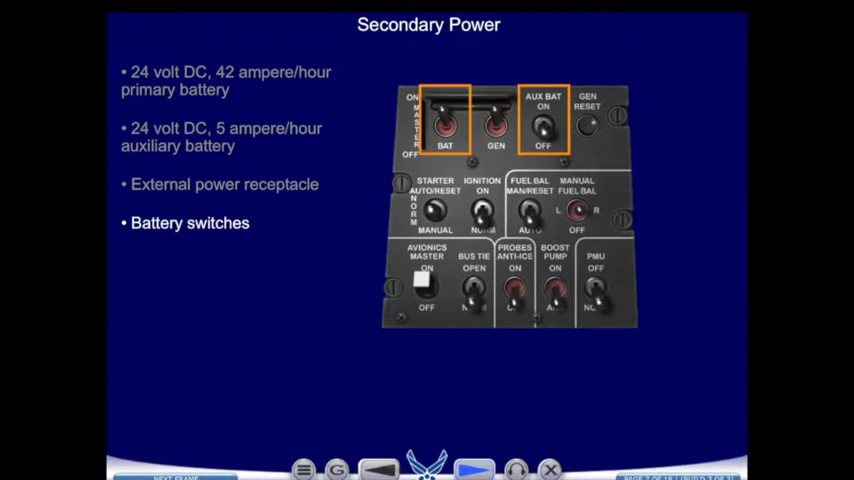 Secondary Power
• 24 volt DC, 42 ampere/hour
primary battery
• 24 volt DC, 5 ampere/hour
auxiliary battery
• External power receptacle
• Battery switches
ON
MASTER
OFF
BAT
GEN
AUX BAT
ON
OFF
GEN
RESET
STARTER
AUTO/RESET
NORM
MANUAL
IGNITION
ON
NORM
FUEL BAL
MAN/RESET
AUTO
MANUAL
FUEL BAL
L R
OFF
AVIONICS
MASTER
ON
OFF
BUS TIE
OPEN
PROBES
ANTI-ICE
ON
BOOST
PUMP
ON
PMU
OFF
G
NEXT FRAME